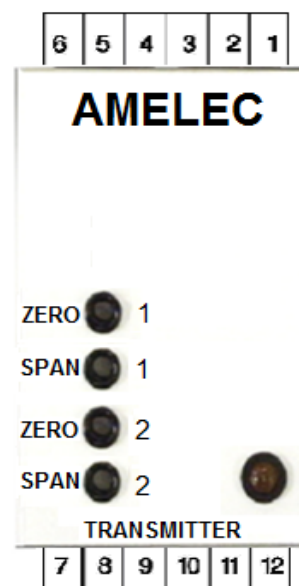 6 5 4 3 2 1
AMELEC
ZERO 1
SPAN 1
ZERO 2
SPAN 2
TRANSMITTER
7 8 9 10 11 12